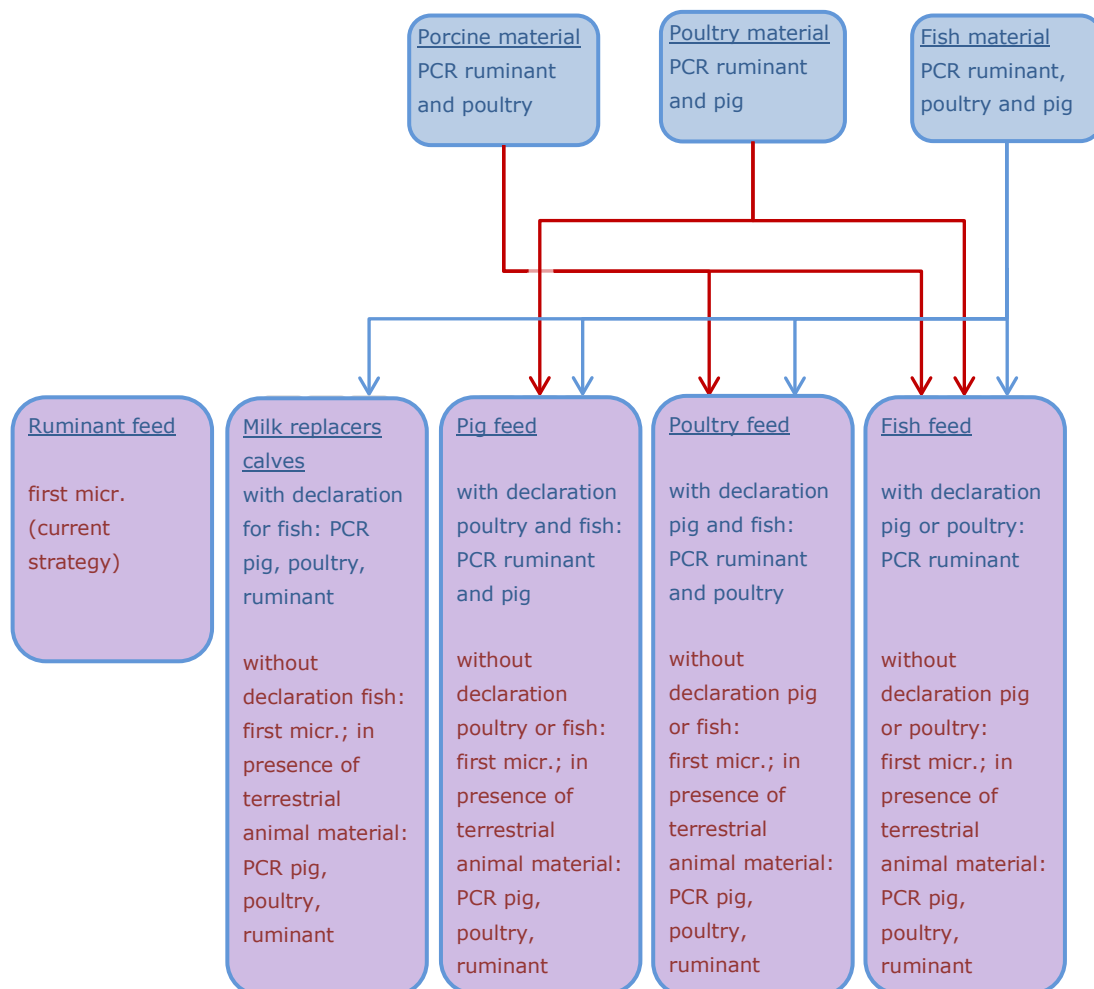 Porcine material
PCR ruminant
and poultry
Poultry material
PCR ruminant
and pig
Fish material
PCR ruminant,
poultry and pig
Ruminant feed
first micr.
(current
strategy)
Milk replacers
calves
with declaration
for fish: PCR
pig, poultry,
ruminant
without
declaration fish:
first micr.; in
presence of
terrestrial
animal material:
PCR pig,
poultry,
ruminant
Pig feed
with declaration
poultry and fish:
PCR ruminant
and pig
without
declaration
poultry or fish:
first micr.; in
presence of
terrestrial
animal material:
PCR pig,
poultry,
ruminant
Poultry feed
with declaration
pig and fish:
PCR ruminant
and poultry
without
declaration pig
or fish:
first micr.; in
presence of
terrestrial
animal material:
PCR pig,
poultry,
ruminant
Fish feed
with declaration
pig or poultry:
PCR ruminant
without
declaration pig
or poultry:
first micr.; in
presence of
terrestrial
animal material:
PCR pig,
poultry,
ruminant